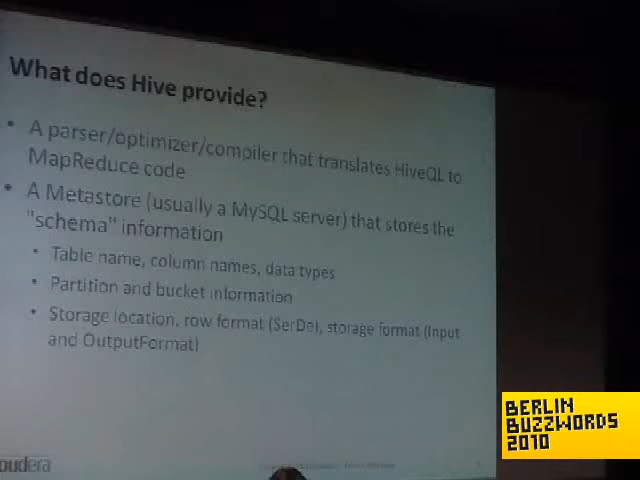 What does Hive provide?
• A parser/optimizer/compiler that translates HiveQL to
MapReduce code
• A Metastore (usually a MySQL server) that stores the
"schema" information
• Table name, column names, data types
• Partition and bucket information
• Storage location, row format (SerDe), storage format (Input
and OutputFormat)
oudera
BERLIN
BUZZWORDS
2010